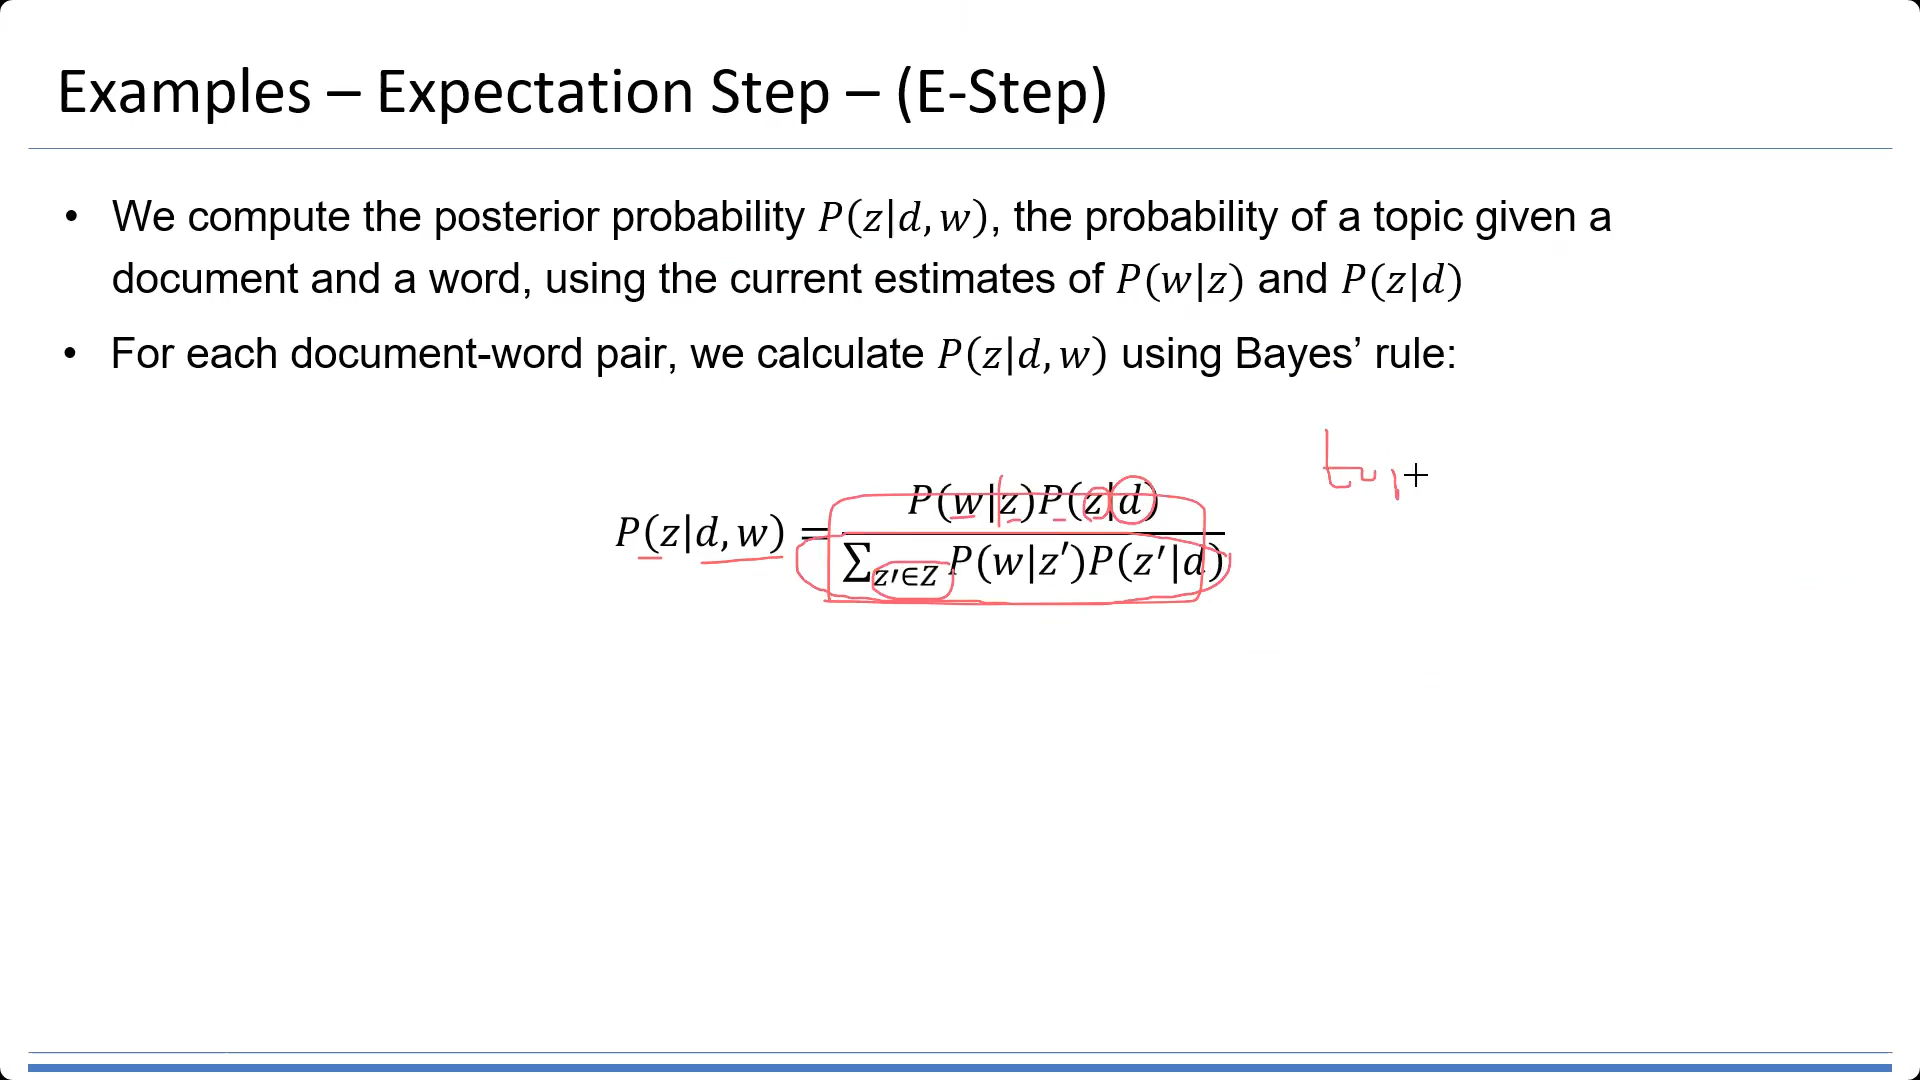 Examples – Expectation Step – (E-Step)
• We compute the posterior probability P(z|d, w), the probability of a topic given a
document and a word, using the current estimates of P(w|z) and P(z|d)
• For each document-word pair, we calculate P(z|d, w) using Bayes’ rule:
P(z|d, w) = P(w|z)P(z|d) / ∑z′∈Z P(w|z′)P(z′|d)